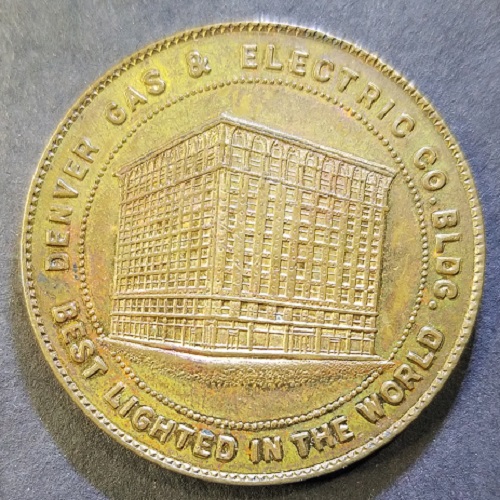 DENVER GAS & ELECTRIC CO. BLDG.
BEST LIGHTED IN THE WORLD